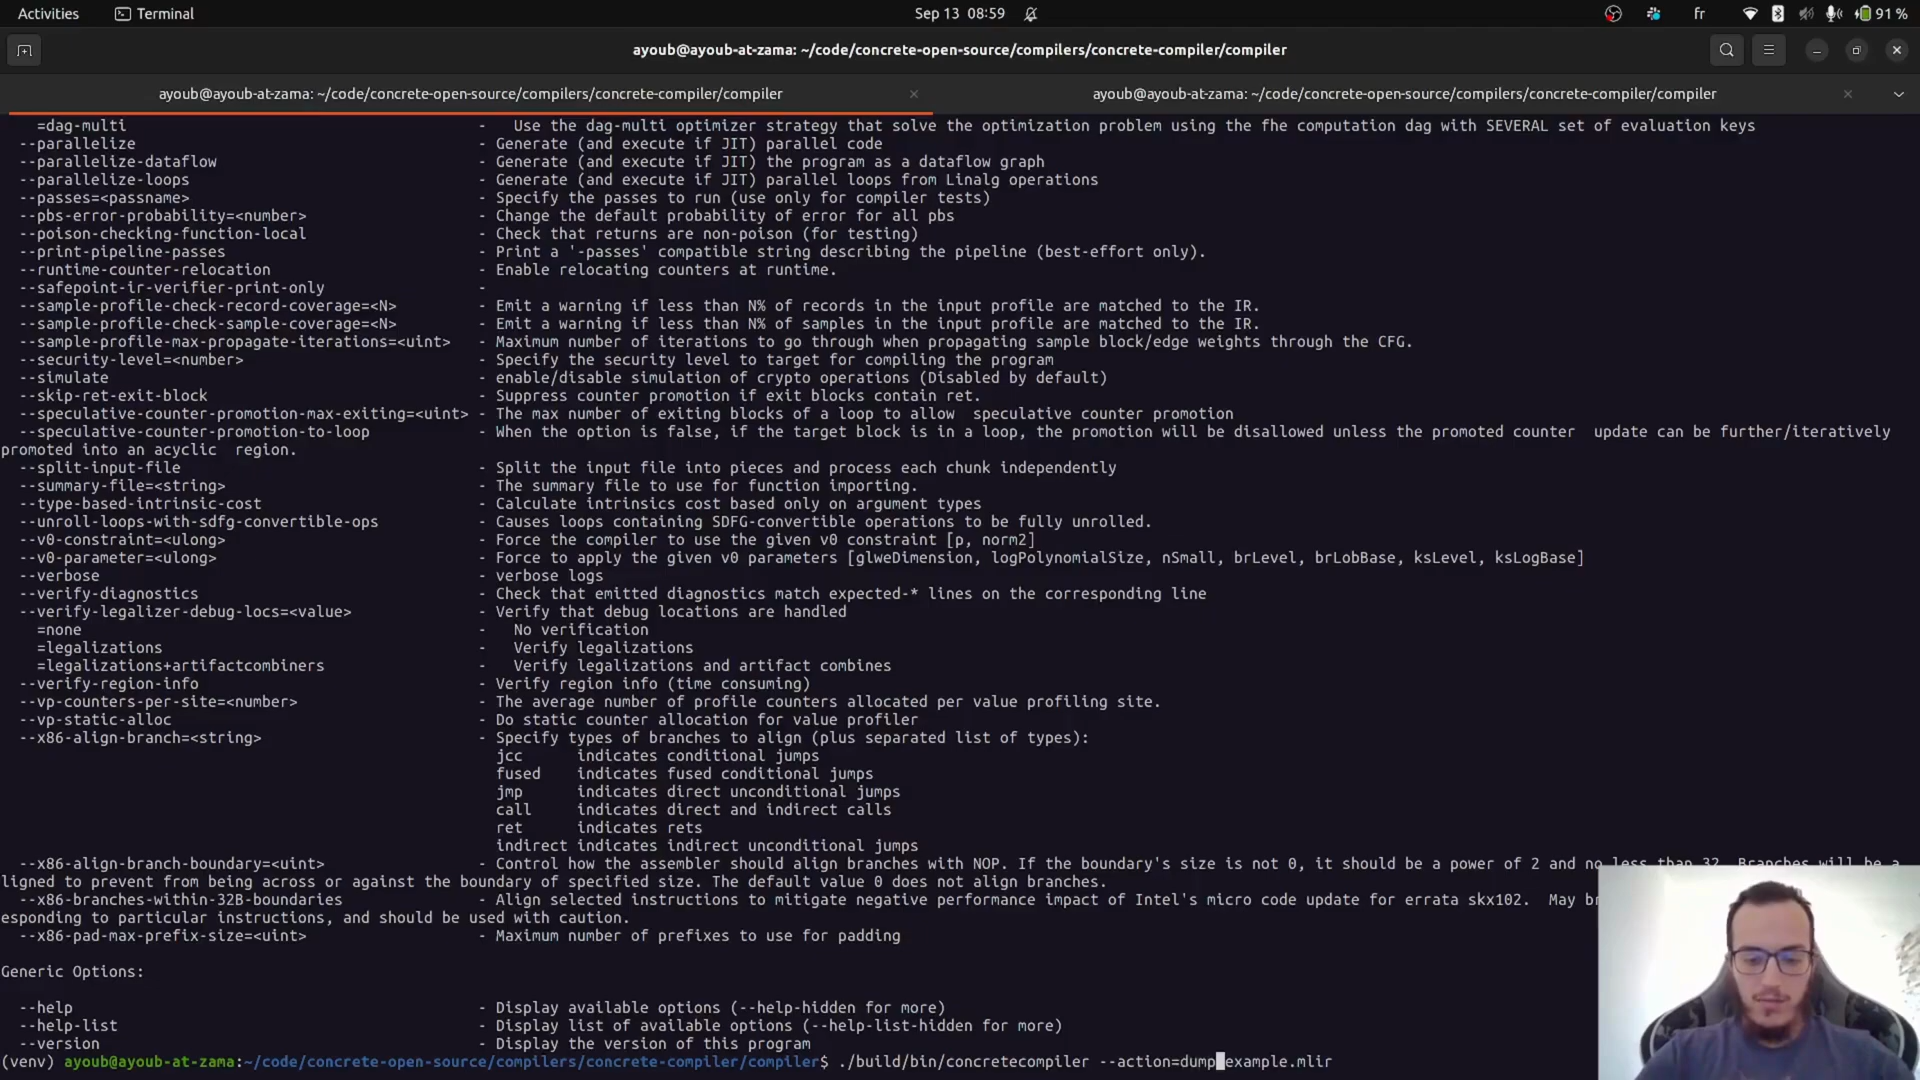 Activities Terminal Sep 13 08:59 fr 91 %
ayoub@ayoub-at-zama: ~/code/concrete-open-source/compilers/concrete-compiler/compiler
ayoub@ayoub-at-zama: ~/code/concrete-open-source/compilers/concrete-compiler/compiler × ayoub@ayoub-at-zama: ~/code/concrete-open-source/compilers/concrete-compiler/compiler ×
=dag-multi - Use the dag-multi optimizer strategy that solve the optimization problem using the fhe computation dag with SEVERAL set of evaluation keys
--parallelize - Generate (and execute if JIT) parallel code
--parallelize-dataflow - Generate (and execute if JIT) the program as a dataflow graph
--parallelize-loops - Generate (and execute if JIT) parallel loops from Linalg operations
--passes=<passname> - Specify the passes to run (use only for compiler tests)
--pbs-error-probability=<number> - Change the default probability of error for all pbs
--poison-checking-function-local - Check that returns are non-poison (for testing)
--print-pipeline-passes - Print a '-passes' compatible string describing the pipeline (best-effort only).
--runtime-counter-relocation - Enable relocating counters at runtime.
--safepoint-ir-verifier-print-only -
--sample-profile-check-record-coverage=<N> - Emit a warning if less than N% of records in the input profile are matched to the IR.
--sample-profile-check-sample-coverage=<N> - Emit a warning if less than N% of samples in the input profile are matched to the IR.
--sample-profile-max-propagate-iterations=<uint> - Maximum number of iterations to go through when propagating sample block/edge weights through the CFG.
--security-level=<number> - Specify the security level to target for compiling the program
--simulate - enable/disable simulation of crypto operations (Disabled by default)
--skip-ret-exit-block - Suppress counter promotion if exit blocks contain ret.
--speculative-counter-promotion-max-exiting=<uint> - The max number of exiting blocks of a loop to allow  speculative counter promotion
--speculative-counter-promotion-to-loop - When the option is false, if the target block is in a loop, the promotion will be disallowed unless the promoted counter  update can be further/iteratively
promoted into an acyclic  region.
--split-input-file - Split the input file into pieces and process each chunk independently
--summary-file=<string> - The summary file to use for function importing.
--type-based-intrinsic-cost - Calculate intrinsics cost based only on argument types
--unroll-loops-with-sdfg-convertible-ops - Causes loops containing SDFG-convertible operations to be fully unrolled.
--v0-constraint=<ulong> - Force the compiler to use the given v0 constraint [p, norm2]
--v0-parameter=<ulong> - Force to apply the given v0 parameters [glweDimension, logPolynomialSize, nSmall, brLevel, brLobBase, ksLevel, ksLogBase]
--verbose - verbose logs
--verify-diagnostics - Check that emitted diagnostics match expected-* lines on the corresponding line
--verify-legalizer-debug-locs=<value> - Verify that debug locations are handled
=none - No verification
=legalizations - Verify legalizations
=legalizations+artifactcombiners - Verify legalizations and artifact combines
--verify-region-info - Verify region info (time consuming)
--vp-counters-per-site=<number> - The average number of profile counters allocated per value profiling site.
--vp-static-alloc - Do static counter allocation for value profiler
--x86-align-branch=<string> - Specify types of branches to align (plus separated list of types):
jcc indicates conditional jumps
fused indicates fused conditional jumps
jmp indicates direct unconditional jumps
call indicates direct and indirect calls
ret indicates rets
indirect indicates indirect unconditional jumps
--x86-align-branch-boundary=<uint> - Control how the assembler should align branches with NOP. If the boundary's size is not 0, it should be a power of 2 and no less than 32. Branches will be a
ligned to prevent from being across or against the boundary of specified size. The default value 0 does not align branches.
--x86-branches-within-32B-boundaries - Align selected instructions to mitigate negative performance impact of Intel's micro code update for errata skx102.  May br
esponding to particular instructions, and should be used with caution.
--x86-pad-max-prefix-size=<uint> - Maximum number of prefixes to use for padding
Generic Options:
--help - Display available options (--help-hidden for more)
--help-list - Display list of available options (--help-list-hidden for more)
--version - Display the version of this program
(venv) ayoub@ayoub-at-zama:~/code/concrete-open-source/compilers/concrete-compiler/compiler$ ./build/bin/concretecompiler --action=dump example.mlir